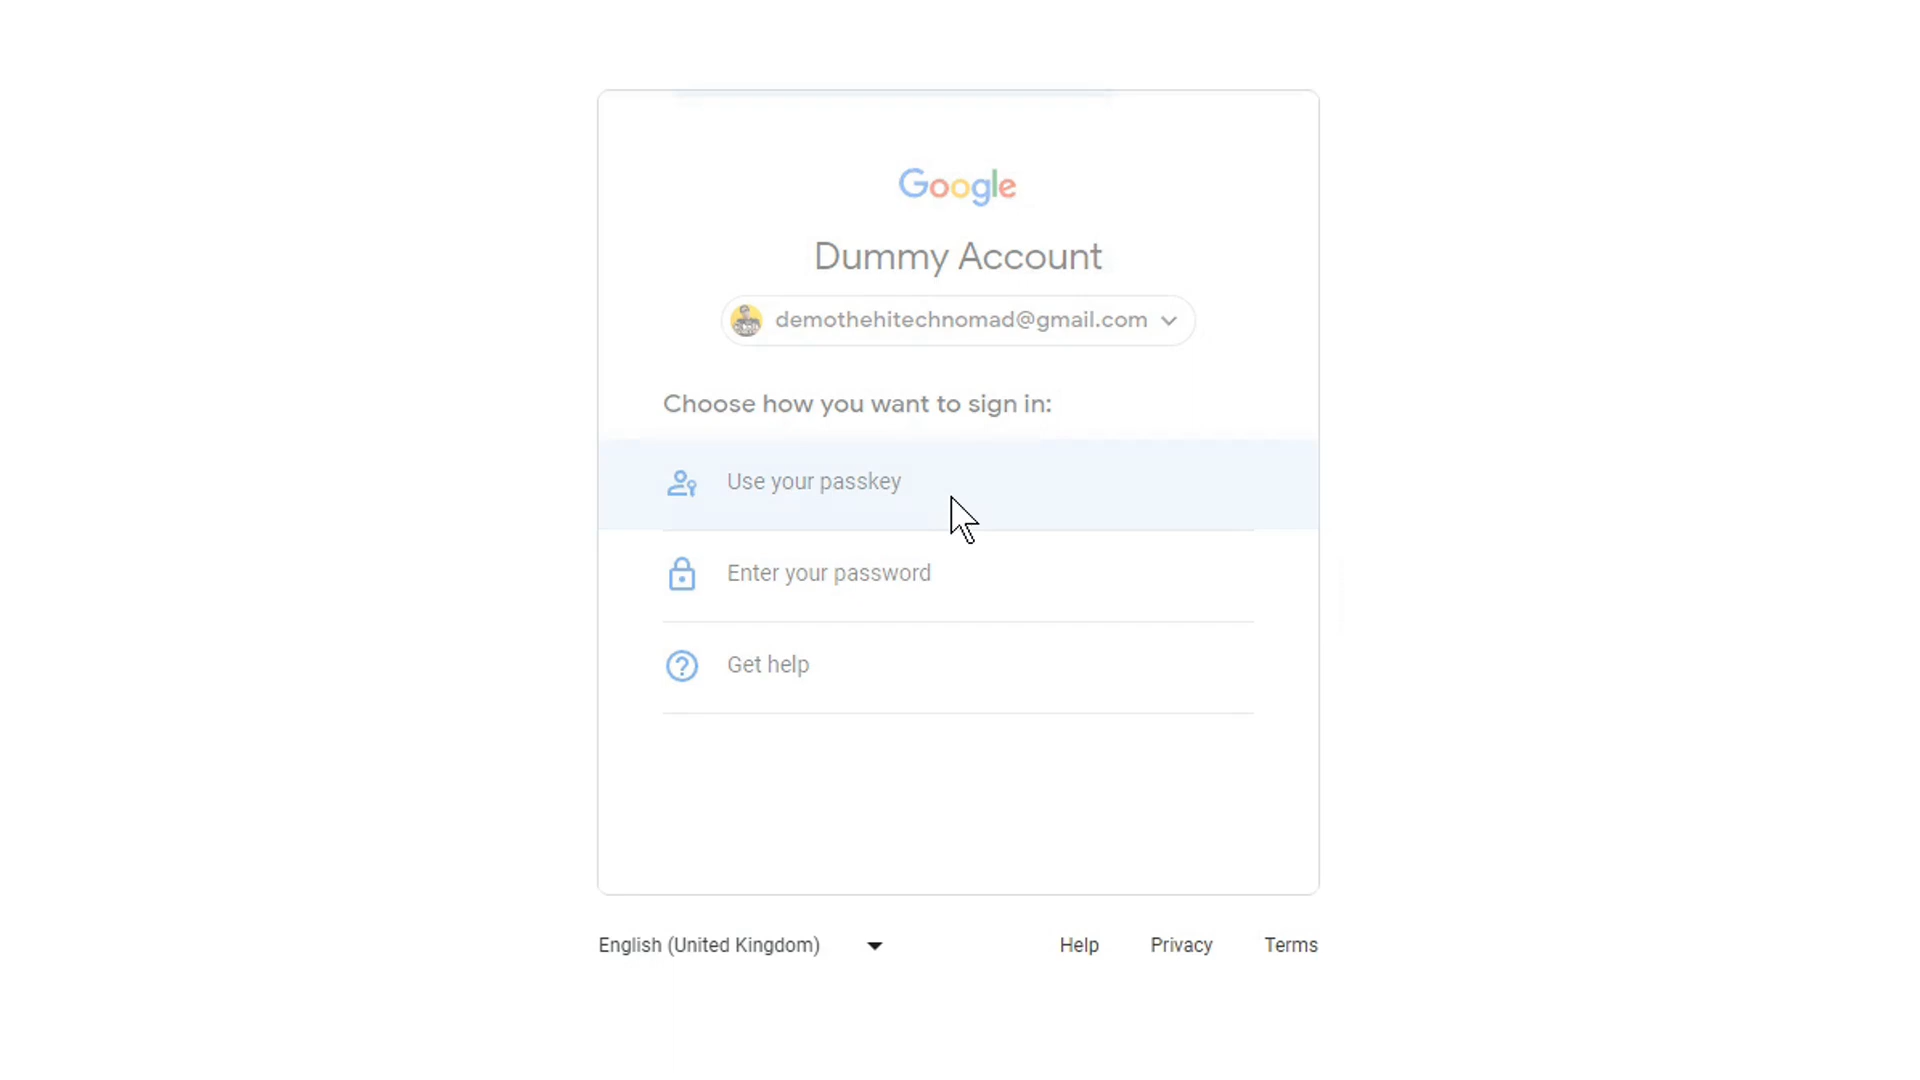 Google
Dummy Account
demothehitechnomad@gmail.com
Choose how you want to sign in:
Use your passkey
Enter your password
Get help
English (United Kingdom)
Help
Privacy
Terms